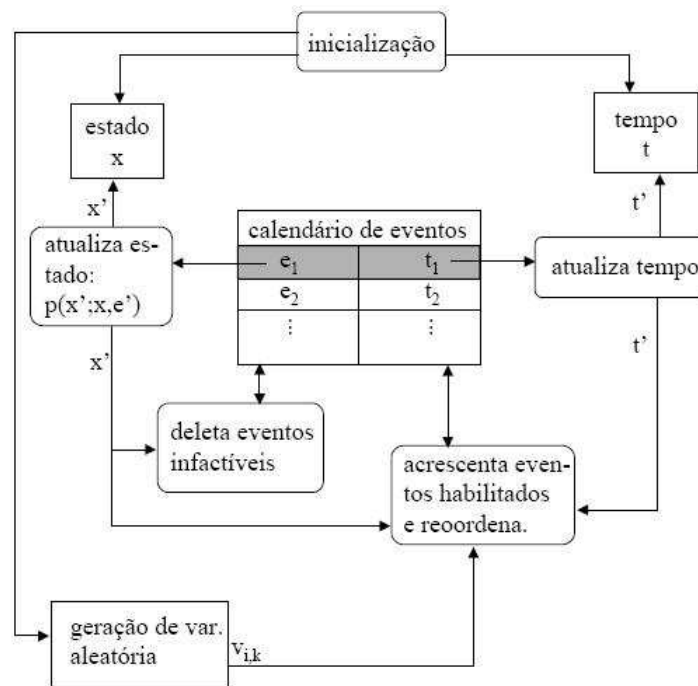 inicialização
estado
x
tempo
t
x'
t'
calendário de eventos
atualiza es-
tado:
p(x';x,e')
e1
t1
atualiza tempo
e2
t2
⋮
⋮
x'
t'
deleta eventos
infactíveis
acrescenta even-
tos habilitados
e reoordena.
geração de var.
aleatória
vi,k